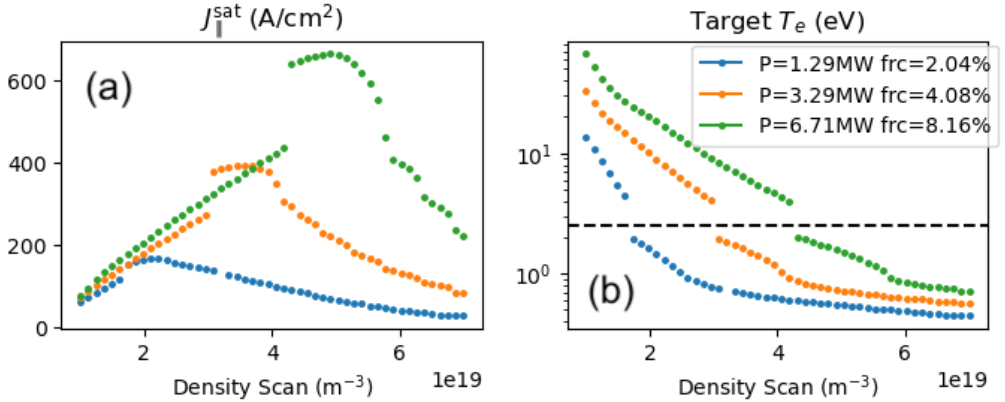 J∥^sat (A/cm²)
600
400
200
0
(a)
2
4
6
1e19
Density Scan (m⁻³)
Target Tₑ (eV)
10¹
10⁰
P=1.29MW frc=2.04%
P=3.29MW frc=4.08%
P=6.71MW frc=8.16%
(b)
2
4
6
1e19
Density Scan (m⁻³)